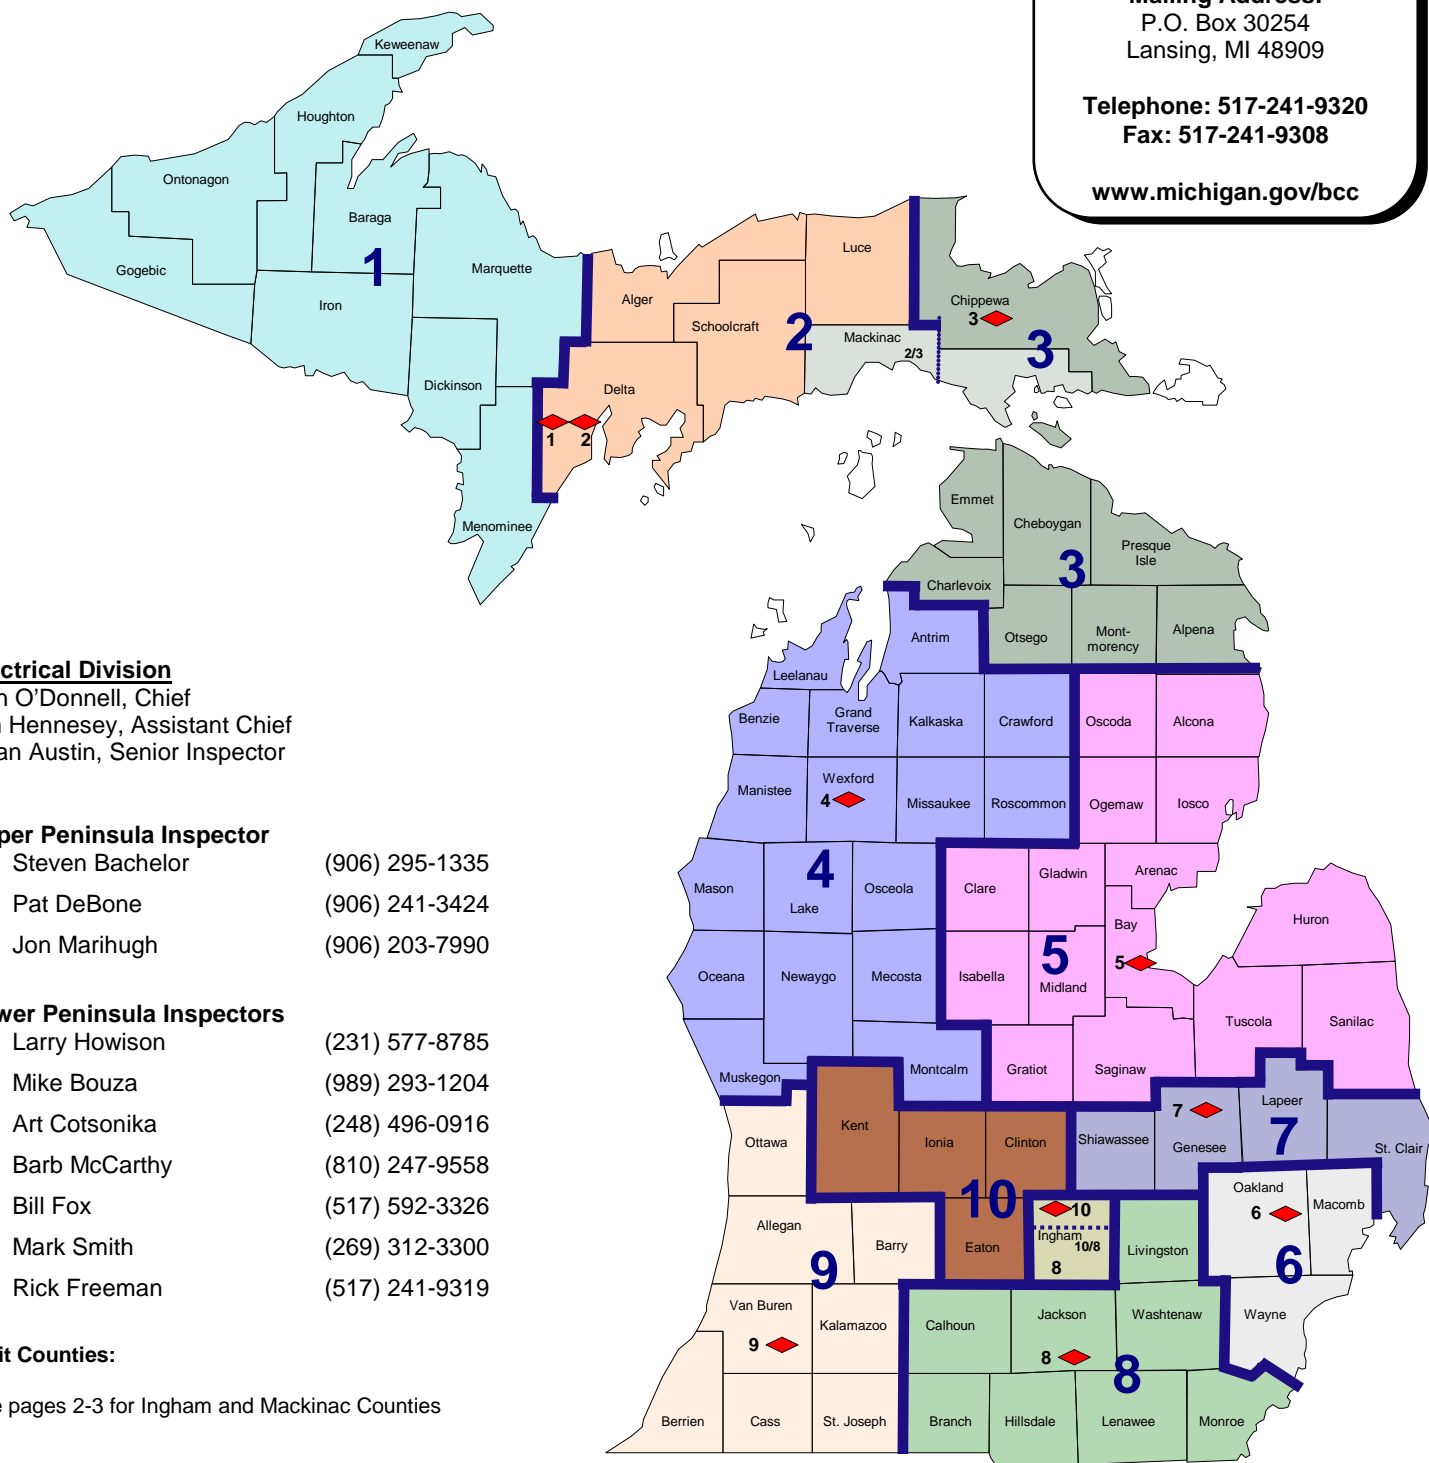 P.O. Box 30254
Lansing, MI 48909
Telephone: 517-241-9320
Fax: 517-241-9308
www.michigan.gov/bcc
Keweenaw
Houghton
Ontonagon
Baraga
Gogebic
1
Marquette
Iron
Dickinson
Menominee
Luce
Alger
Schoolcraft
2
Mackinac
2/3
Delta
1
2
Chippewa
3
3
Emmet
Cheboygan
Presque
Isle
3
Charlevoix
Otsego
Mont-
morency
Alpena
Antrim
Leelanau
Benzie
Grand
Traverse
Kalkaska
Crawford
Oscoda
Alcona
Manistee
Wexford
4
Missaukee
Roscommon
Ogemaw
Iosco
Mason
4
Lake
Osceola
Clare
Gladwin
Arenac
Huron
Bay
Oceana
Newaygo
Mecosta
Isabella
5
Midland
5
Tuscola
Sanilac
Muskegon
Montcalm
Gratiot
Saginaw
Ottawa
Kent
Ionia
Clinton
Shiawassee
7
Genesee
Lapeer
7
St. Clair
10
Oakland
6
Macomb
Allegan
Barry
Eaton
10
Ingham
10/8
8
Livingston
9
6
Van Buren
9
Kalamazoo
Calhoun
Jackson
8
Washtenaw
Wayne
8
Berrien
Cass
St. Joseph
Branch
Hillsdale
Lenawee
Monroe
ctrical Division
n O'Donnell, Chief
Hennesey, Assistant Chief
an Austin, Senior Inspector
per Peninsula Inspector
Steven Bachelor (906) 295-1335
Pat DeBone (906) 241-3424
Jon Marihugh (906) 203-7990
wer Peninsula Inspectors
Larry Howison (231) 577-8785
Mike Bouza (989) 293-1204
Art Cotsonika (248) 496-0916
Barb McCarthy (810) 247-9558
Bill Fox (517) 592-3326
Mark Smith (269) 312-3300
Rick Freeman (517) 241-9319
it Counties:
pages 2-3 for Ingham and Mackinac Counties